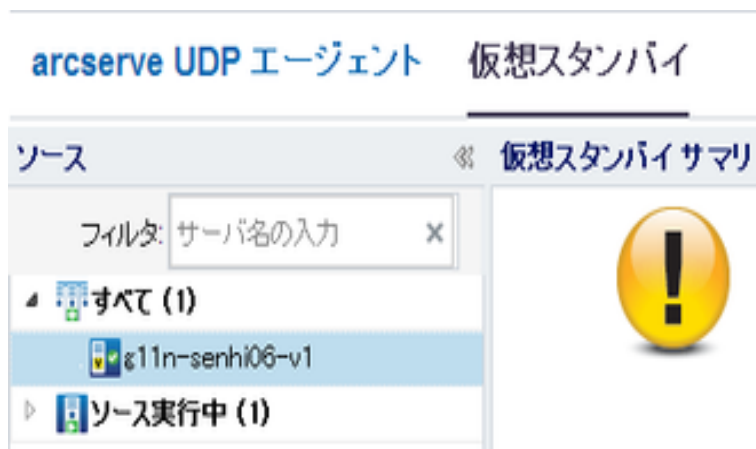 arcserve UDP エージェント 仮想スタンバイ
ソース 仮想スタンバイ サマリ
フィルタ: サーバ名の入力
すべて (1)
g11n-senhi06-v1
ソース実行中 (1)